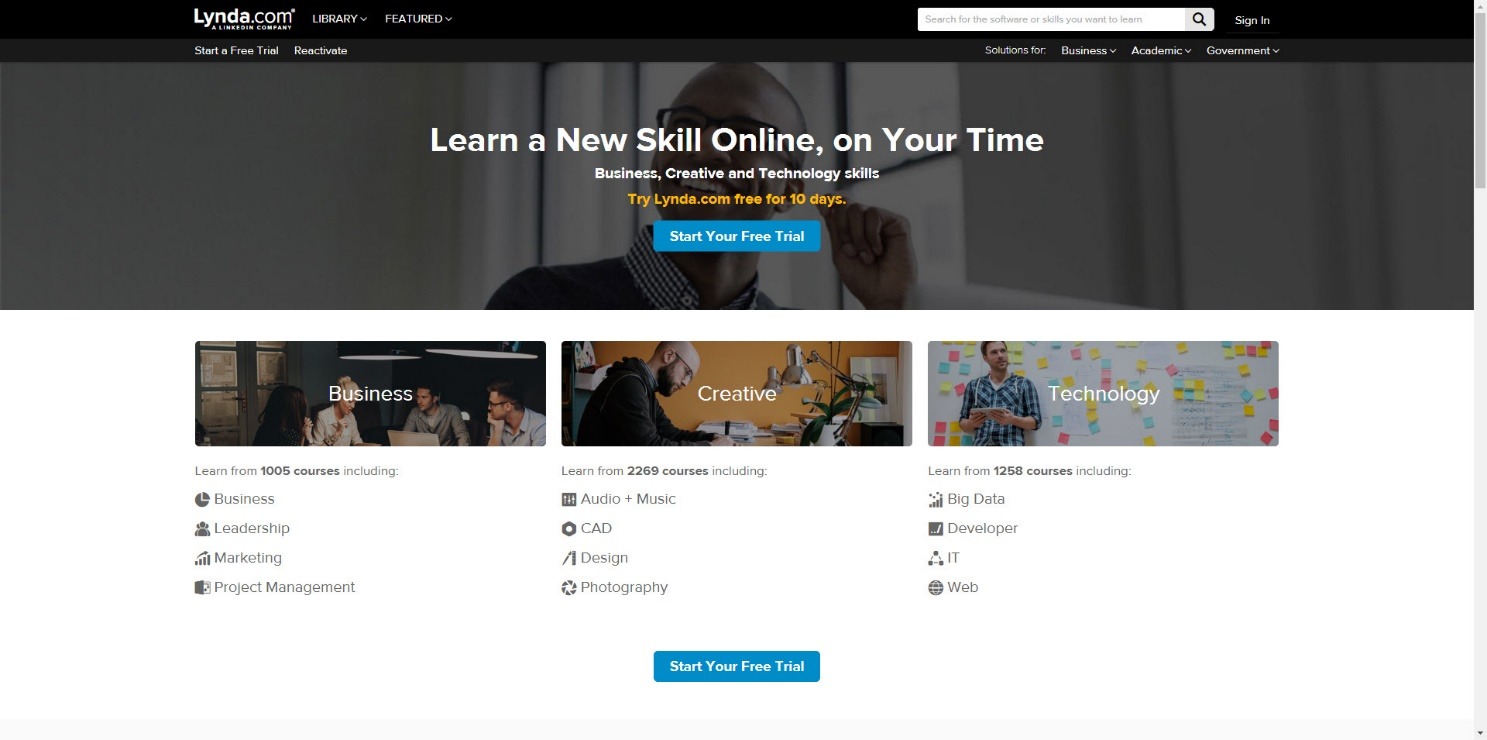 Lynda.com® LIBRARY FEATURED Search for the software or skills you want to learn Sign In
A LINKEDIN COMPANY
Start a Free Trial Reactivate Solutions for: Business Academic Government
Learn a New Skill Online, on Your Time
Business, Creative and Technology skills
Try Lynda.com free for 10 days.
Start Your Free Trial
Business
Learn from 1005 courses including:
Business
Leadership
Marketing
Project Management
Creative
Learn from 2269 courses including:
Audio + Music
CAD
Design
Photography
Technology
Learn from 1258 courses including:
Big Data
Developer
IT
Web
Start Your Free Trial